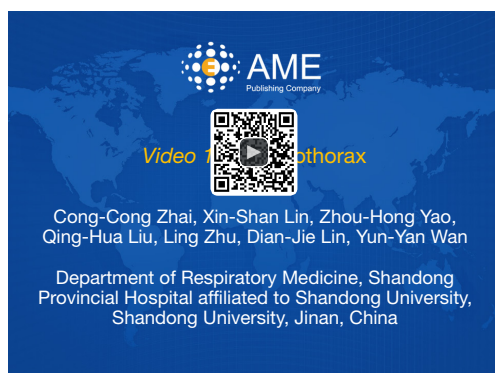 E AME
Publishing Company
Video 1 othorax
Cong-Cong Zhai, Xin-Shan Lin, Zhou-Hong Yao,
Qing-Hua Liu, Ling Zhu, Dian-Jie Lin, Yun-Yan Wan
Department of Respiratory Medicine, Shandong
Provincial Hospital affiliated to Shandong University,
Shandong University, Jinan, China